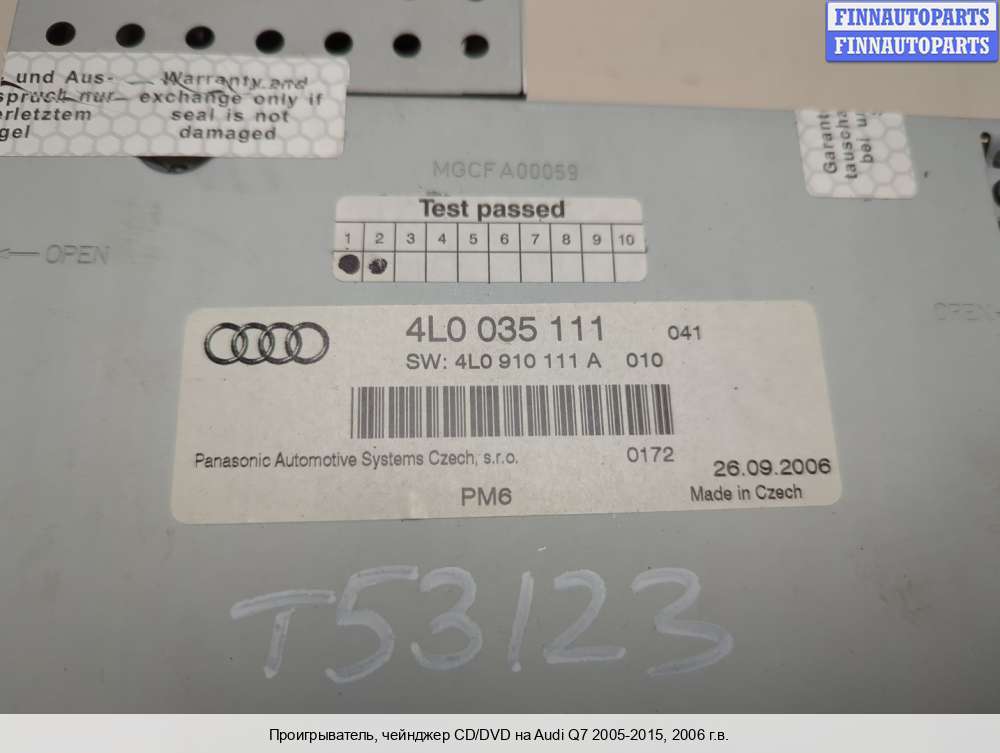 FINNAUTOPARTS
FINNAUTOPARTS
und Aus-
spruch nur
erletztem
gel
Warranty and
exchange only if
seal is not
damaged
Garant
tauscha
bei u
MGCFA00059
Test passed
1 2 3 4 5 6 7 8 9 10
OPEN
OPEN
4L0 035 111 041
SW: 4L0 910 111 A 010
Panasonic Automotive Systems Czech, s.r.o. 0172 26.09.2006
PM6 Made in Czech
T53123
Проигрыватель, чейнджер CD/DVD на Audi Q7 2005-2015, 2006 г.в.